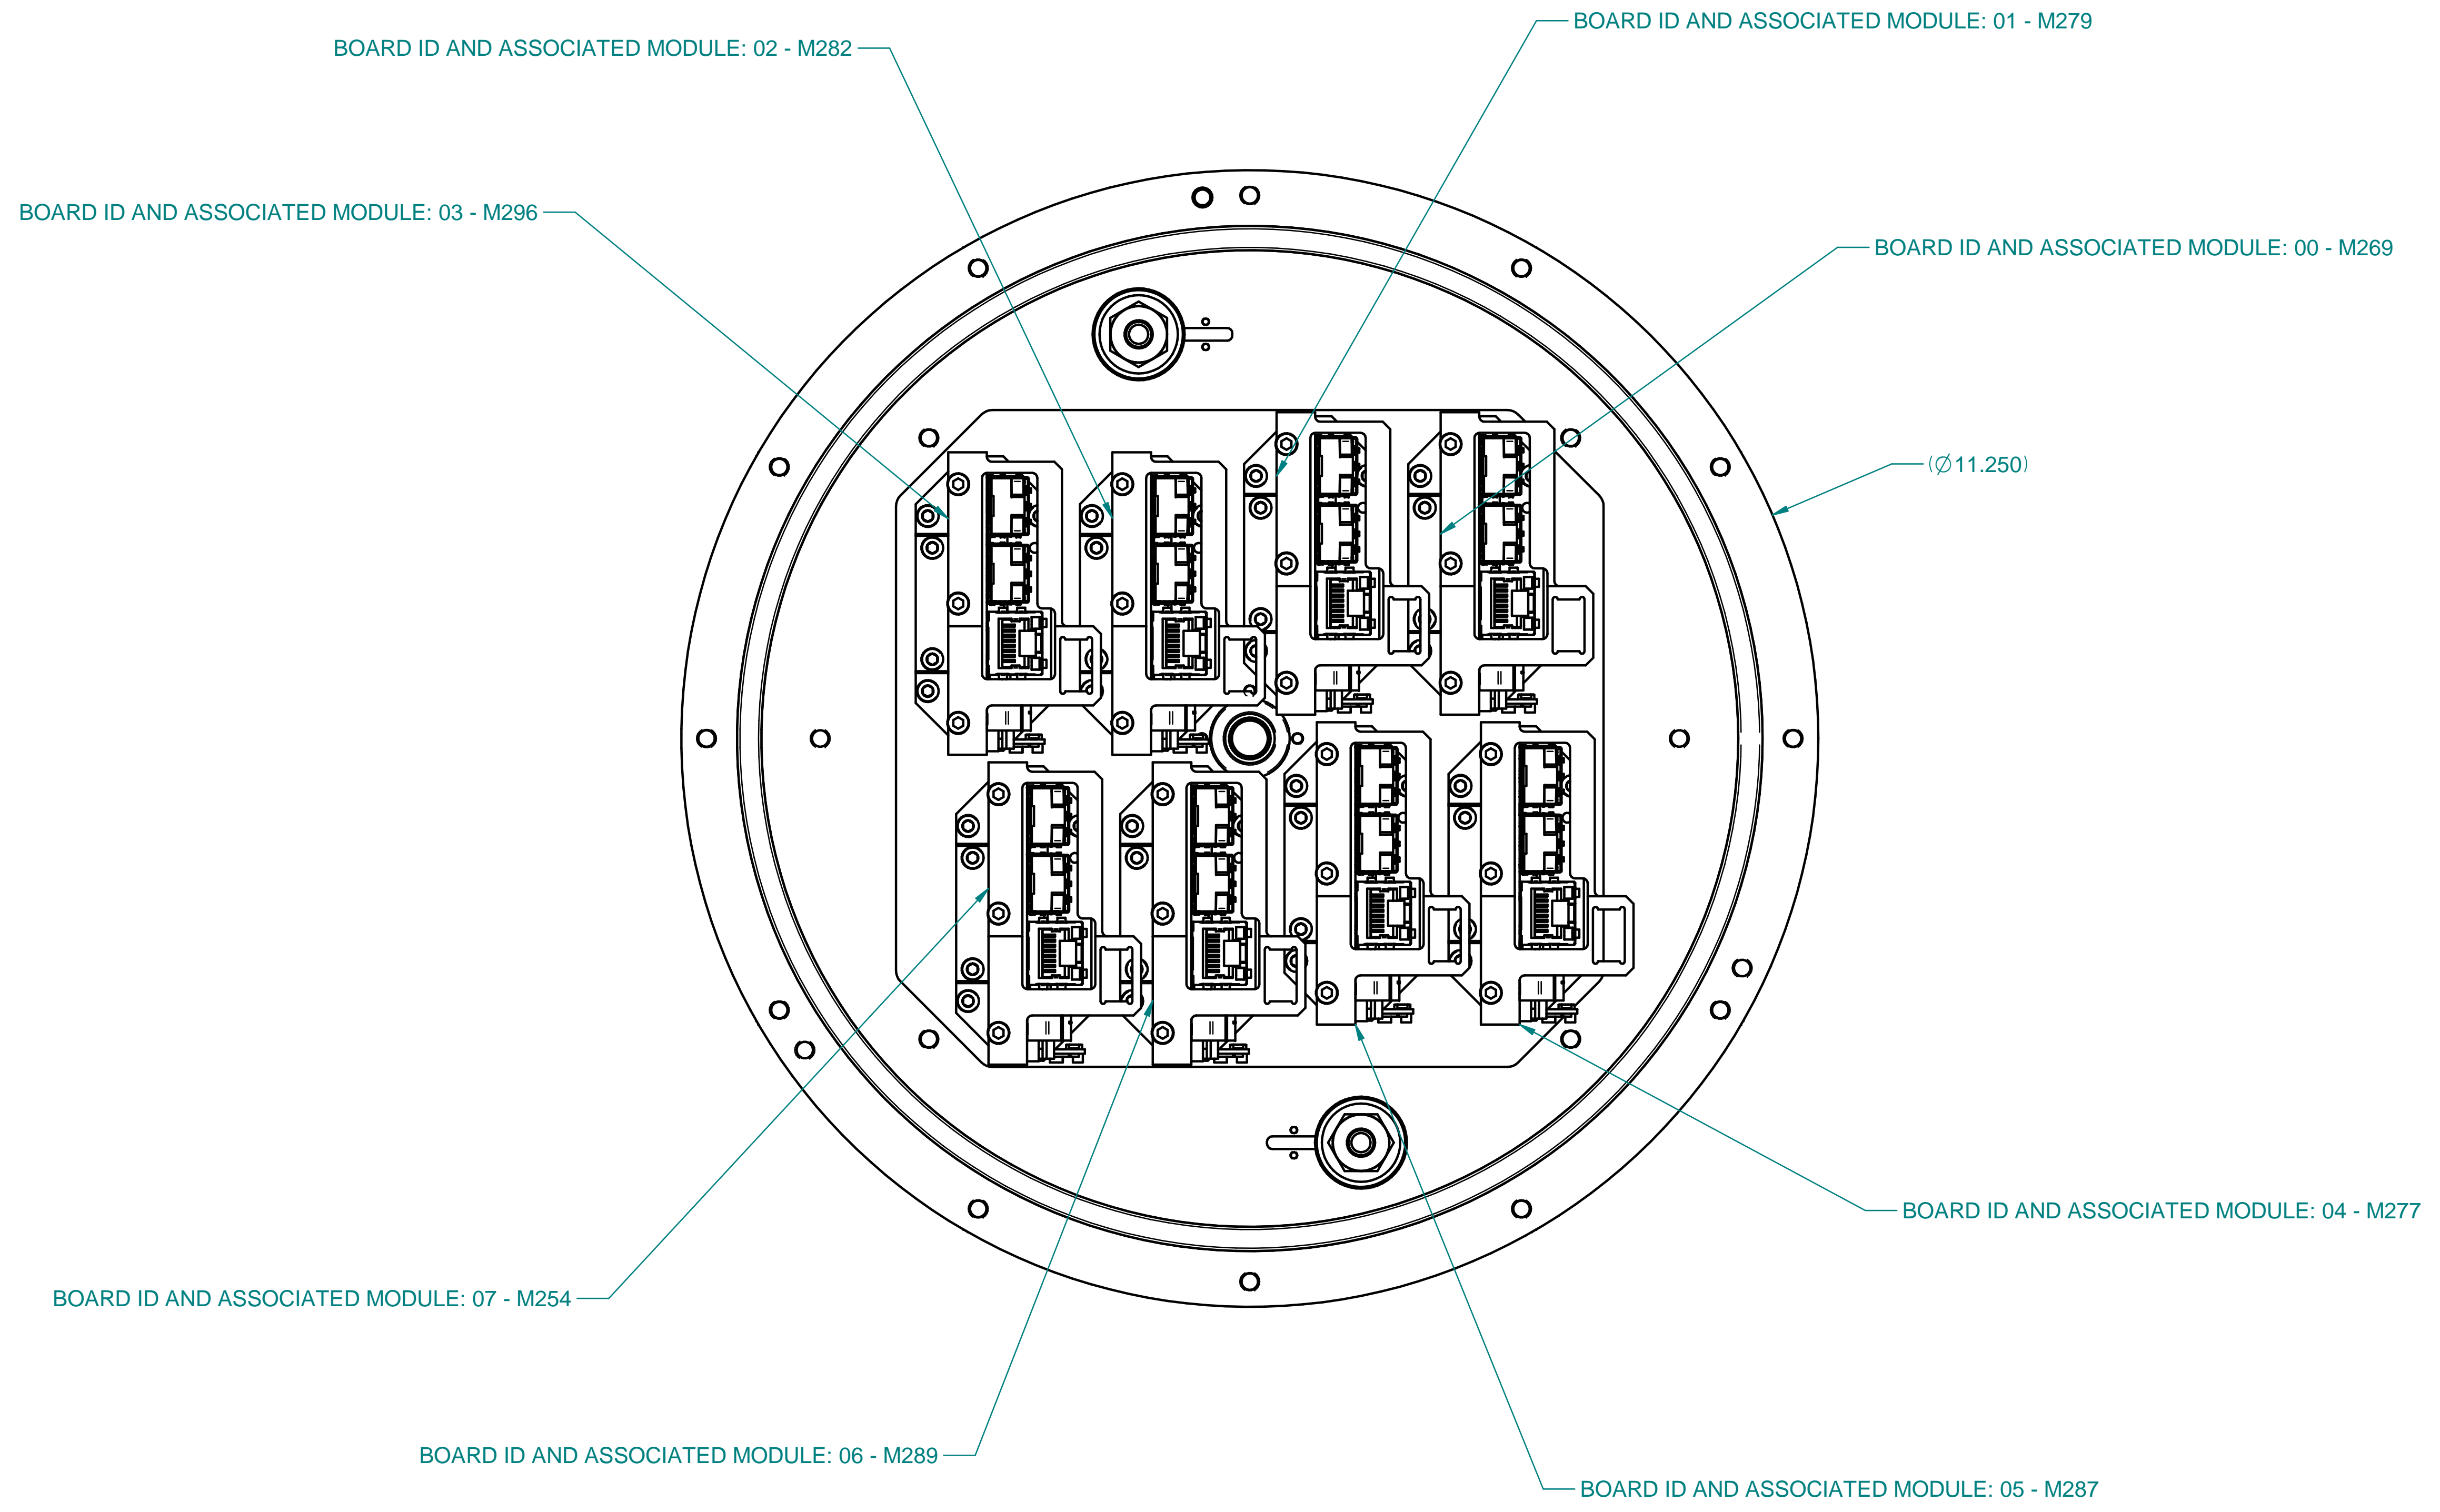 BOARD ID AND ASSOCIATED MODULE: 01 - M279
BOARD ID AND ASSOCIATED MODULE: 02 - M282
BOARD ID AND ASSOCIATED MODULE: 03 - M296
BOARD ID AND ASSOCIATED MODULE: 00 - M269
(∅11.250)
BOARD ID AND ASSOCIATED MODULE: 04 - M277
BOARD ID AND ASSOCIATED MODULE: 07 - M254
BOARD ID AND ASSOCIATED MODULE: 06 - M289
BOARD ID AND ASSOCIATED MODULE: 05 - M287